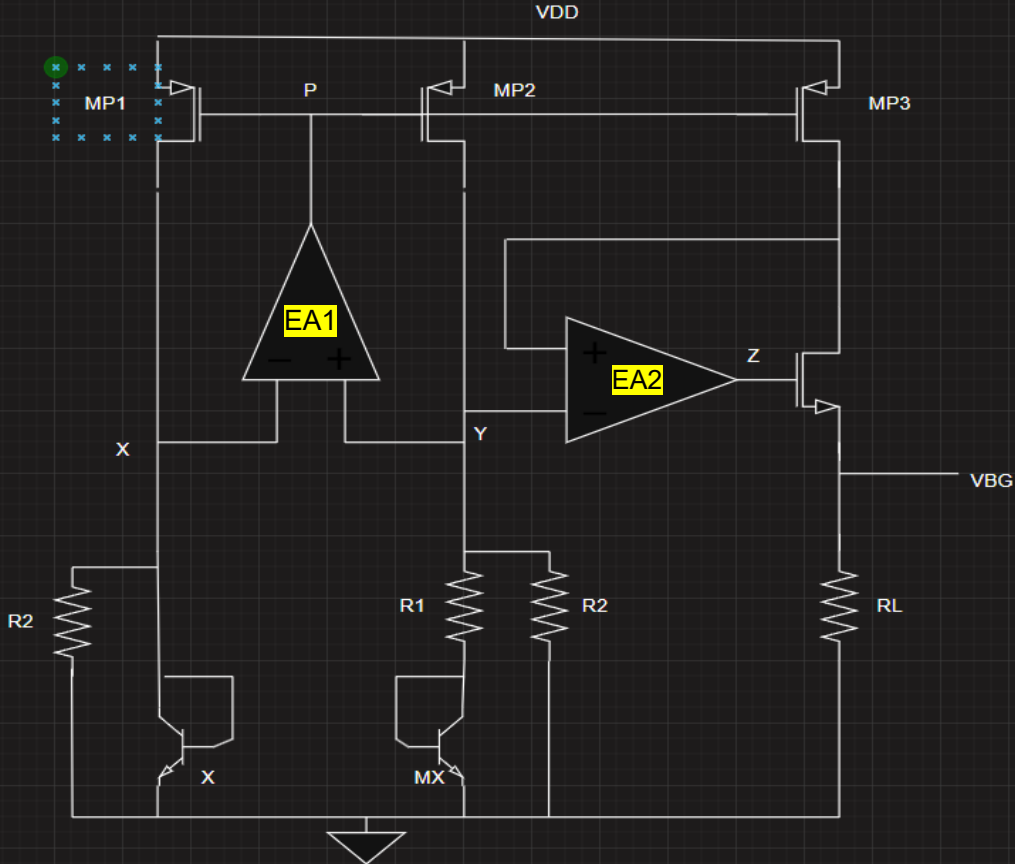 VDD
MP1
P
MP2
MP3
EA1
− +
+
EA2
−
Z
X
Y
VBG
R2
R1
R2
RL
X
MX